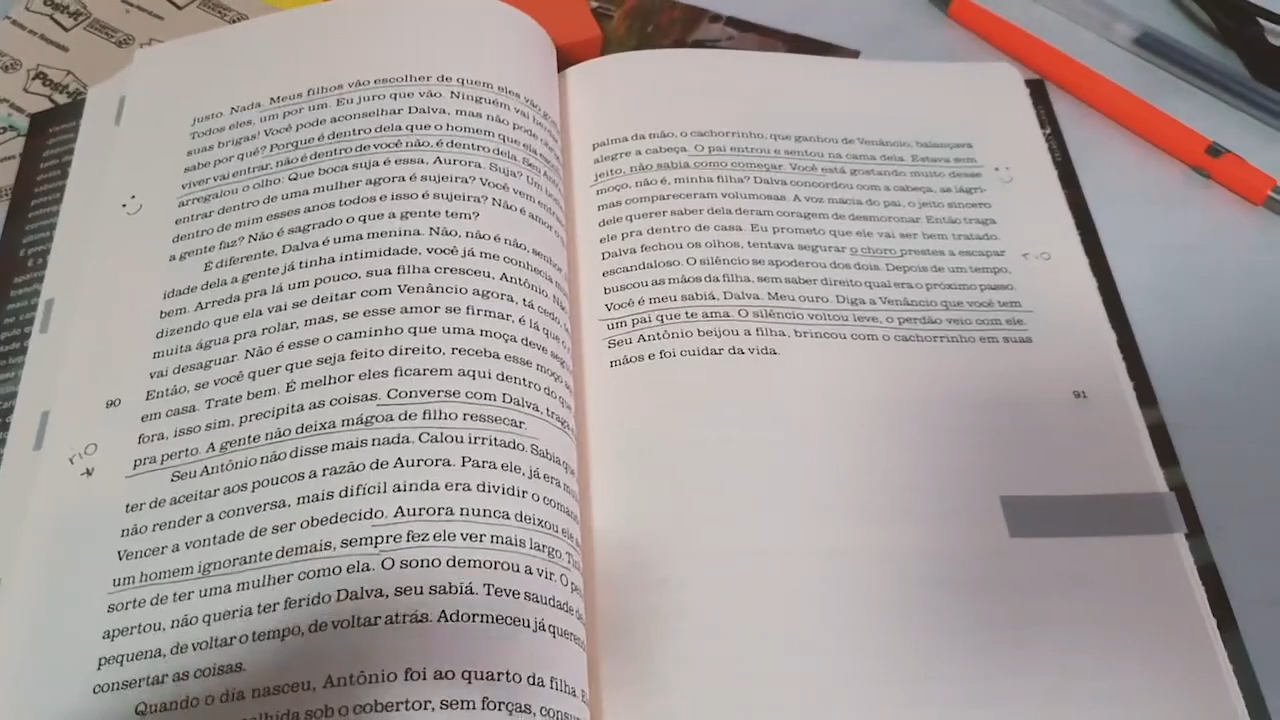 Post-it
Post-it
justo. Nada. Meus filhos vão escolher de quem eles vão
Todos eles, um por um. Eu juro que vão. Ninguém vai
suas brigas! Você pode aconselhar Dalva, mas não pode
sabe por quê? Porque é dentro dela que o homem que ela
viver vai entrar, não é dentro de você não, é dentro dela. Seu
arregalou o olho: Que boca suja é essa, Aurora. Suja? Um
entrar dentro de uma mulher agora é sujeira? Você vem
dentro de mim esses anos todos e isso é sujeira? Não é amor o
a gente faz? Não é sagrado o que a gente tem?
É diferente, Dalva é uma menina. Não, não é não, senhor,
idade dela a gente já tinha intimidade, você já me conhecia
bem. Arreda pra lá um pouco, sua filha cresceu, Antônio.
dizendo que ela vai se deitar com Venâncio agora, tá cedo,
muita água pra rolar, mas, se esse amor se firmar, é lá que
vai desaguar. Não é esse o caminho que uma moça deve
Então, se você quer que seja feito direito, receba esse moço
em casa. Trate bem. É melhor eles ficarem aqui dentro do que
fora, isso sim, precipita as coisas. Converse com Dalva,
pra perto. A gente não deixa mágoa de filho ressecar.
Seu Antônio não disse mais nada. Calou irritado. Sabia que
ter de aceitar aos poucos a razão de Aurora. Para ele, já era
não render a conversa, mais difícil ainda era dividir o
Vencer a vontade de ser obedecido. Aurora nunca deixou
um homem ignorante demais, sempre fez ele ver mais largo.
sorte de ter uma mulher como ela. O sono demorou a vir. O
apertou, não queria ter ferido Dalva, seu sabiá. Teve saudade
pequena, de voltar o tempo, de voltar atrás. Adormeceu já
consertar as coisas.
Quando o dia nasceu, Antônio foi ao quarto da filha.
sob o cobertor, sem forças,
90
rio
palma da mão, o cachorrinho, que ganhou de Venâncio, balançava
alegre a cabeça. O pai entrou e sentou na cama dela. Estava sem
jeito, não sabia como começar. Você está gostando muito desse
moço, não é, minha filha? Dalva concordou com a cabeça, as lágri-
mas compareceram volumosas. A voz macia do pai, o jeito sincero
dele querer saber dela deram coragem de desmoronar. Então traga
ele pra dentro de casa. Eu prometo que ele vai ser bem tratado.
Dalva fechou os olhos, tentava segurar o choro prestes a escapar
escandaloso. O silêncio se apoderou dos dois. Depois de um tempo,
buscou as mãos da filha, sem saber direito qual era o próximo passo.
Você é meu sabiá, Dalva. Meu ouro. Diga a Venâncio que você tem
um pai que te ama. O silêncio voltou leve, o perdão veio com ele.
Seu Antônio beijou a filha, brincou com o cachorrinho em suas
mãos e foi cuidar da vida.
rio
91